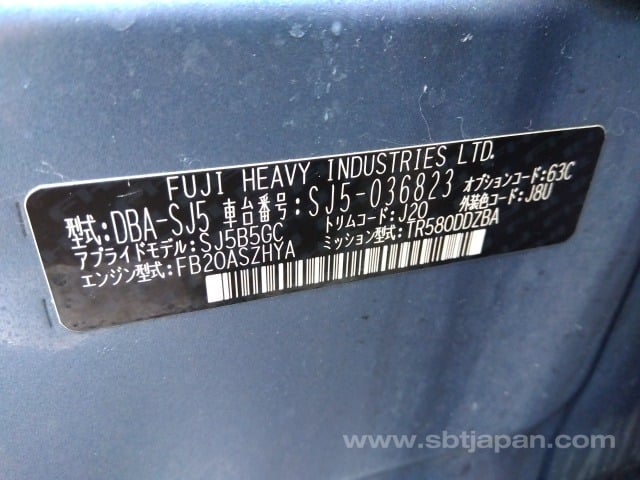 FUJI HEAVY INDUSTRIES LTD.
型式:DBA-SJ5 車台番号:SJ5-036823 オプションコード:63C
アプライドモデル:SJ5B5GC トリムコード:J20 外装色コード:J8U
エンジン型式:FB20ASZHYA ミッション型式:TR580DDZBA
www.sbtjapan.com